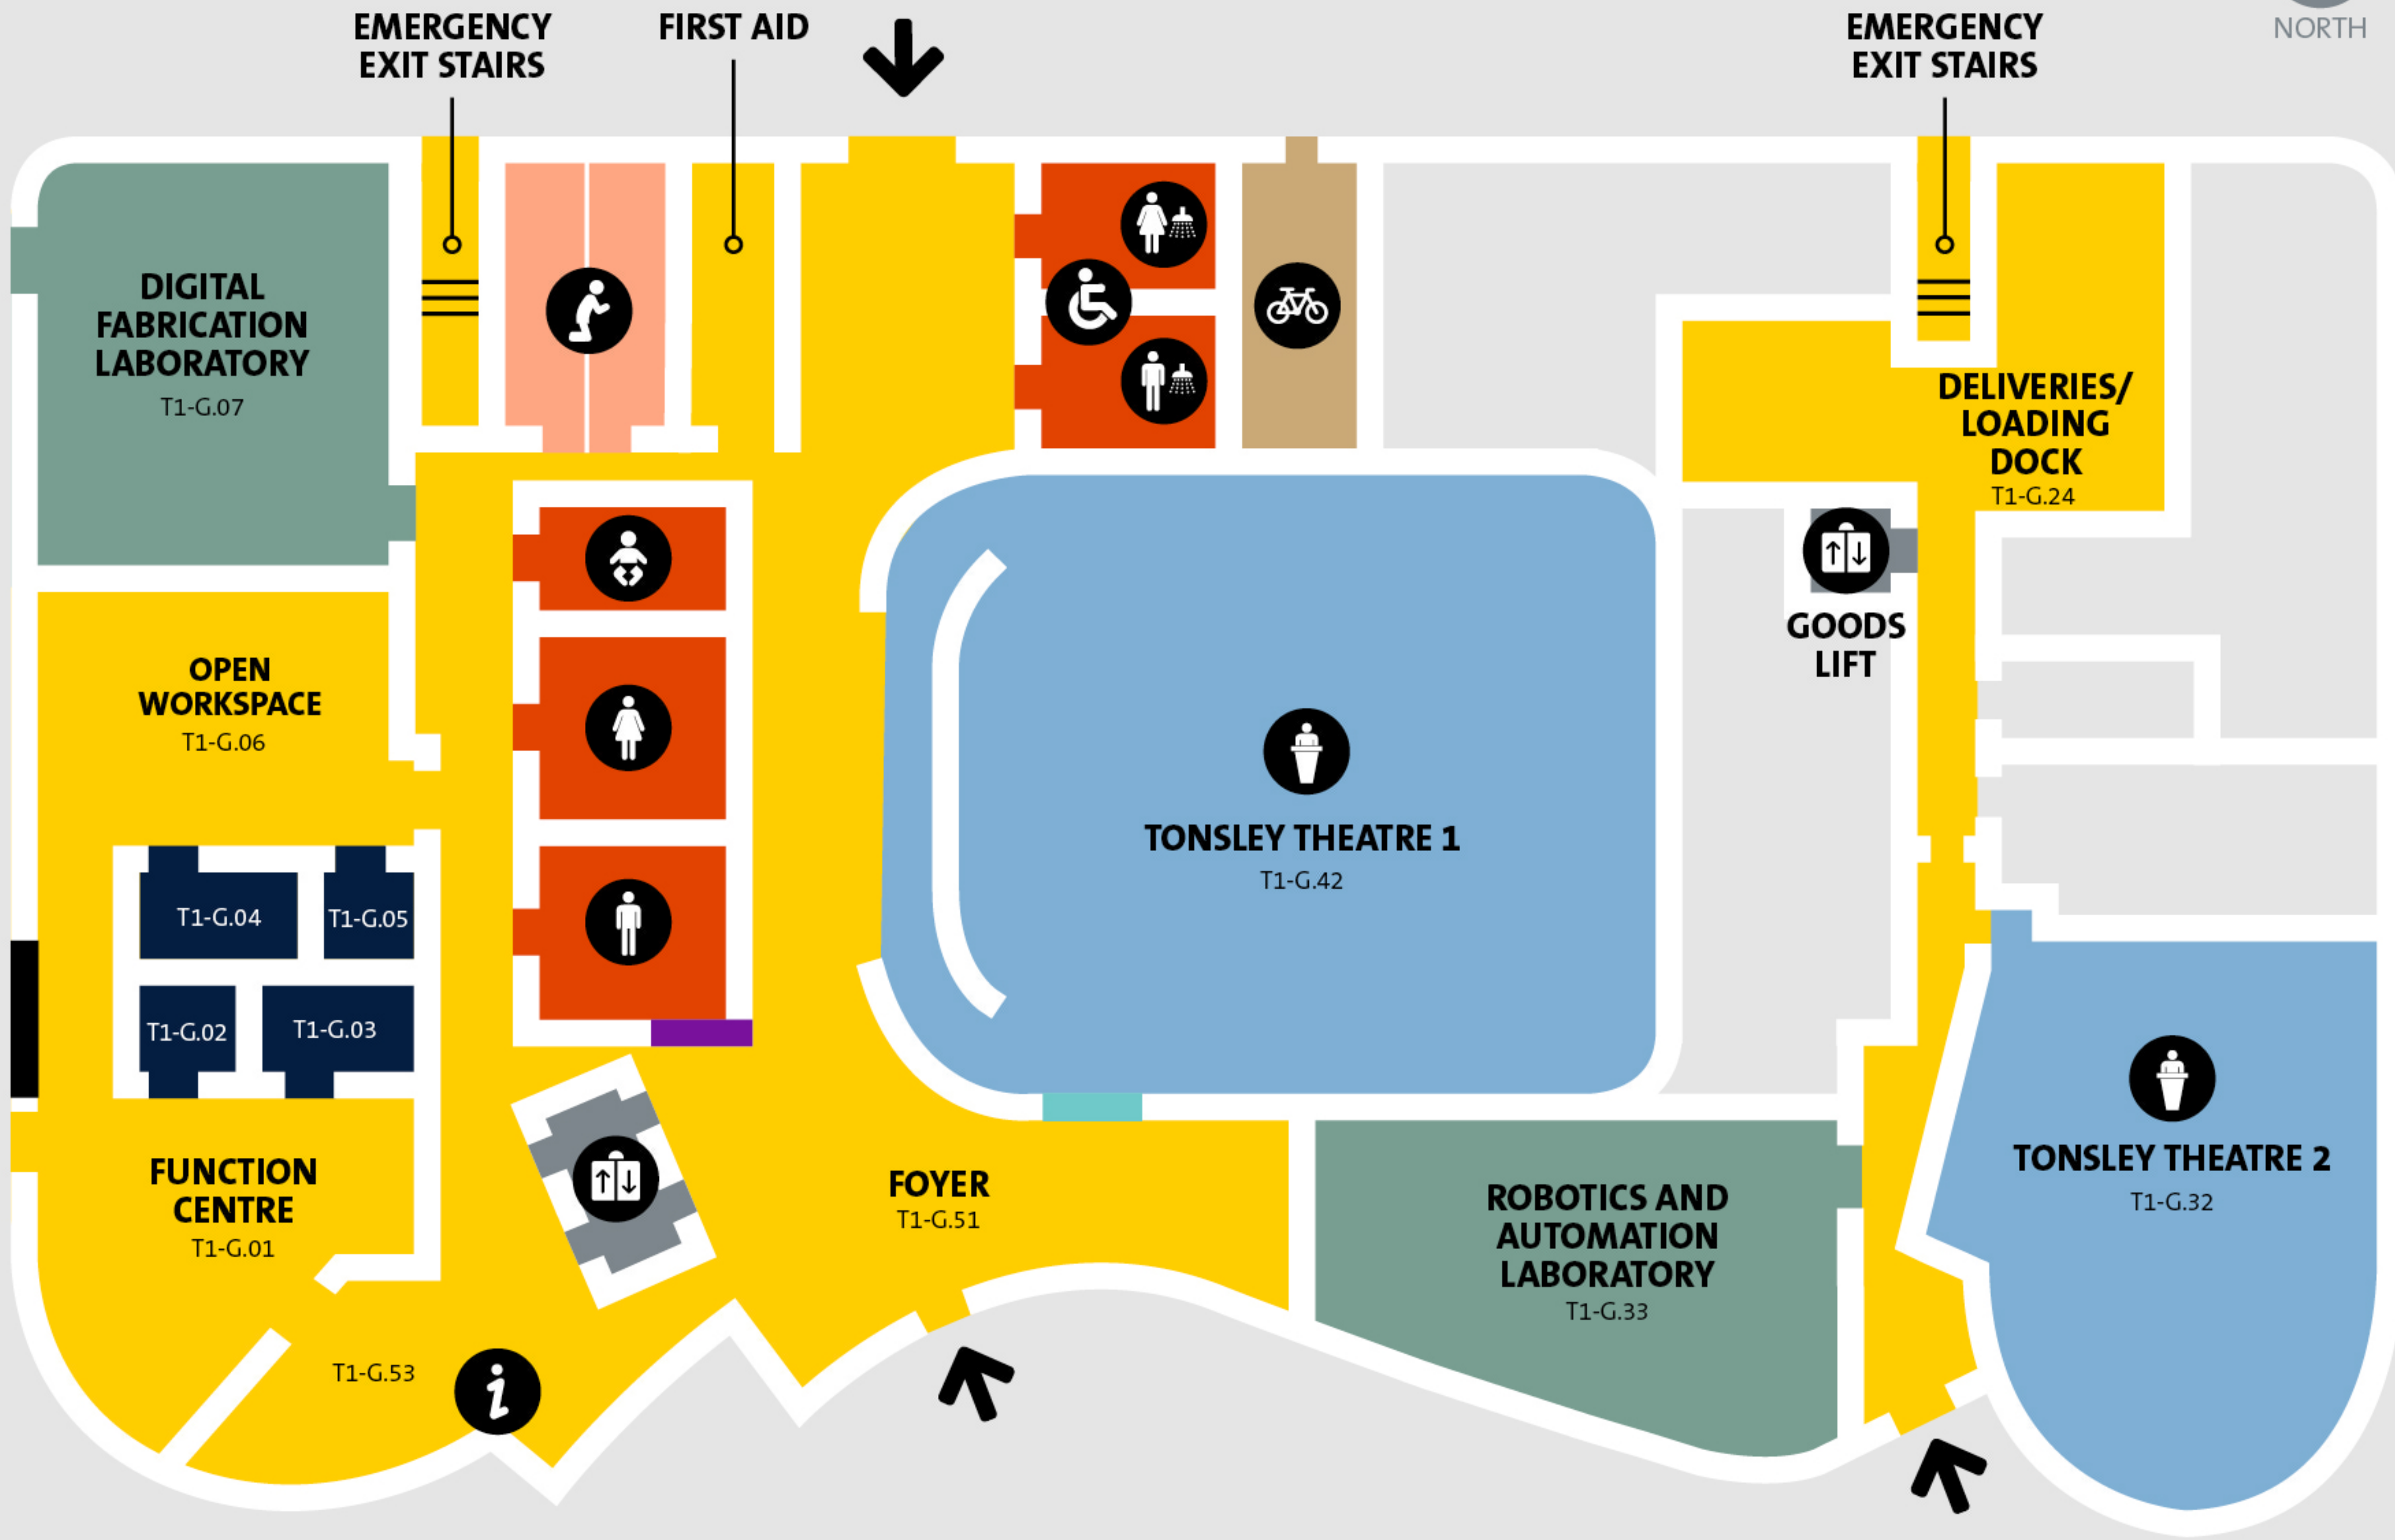 EMERGENCY
EXIT STAIRS
FIRST AID
EMERGENCY
EXIT STAIRS
NORTH
DIGITAL
FABRICATION
LABORATORY
T1-G.07
DELIVERIES/
LOADING
DOCK
T1-G.24
GOODS
LIFT
OPEN
WORKSPACE
T1-G.06
TONSLEY THEATRE 1
T1-G.42
T1-G.04
T1-G.05
T1-G.02
T1-G.03
FUNCTION
CENTRE
T1-G.01
FOYER
T1-G.51
ROBOTICS AND
AUTOMATION
LABORATORY
T1-G.33
TONSLEY THEATRE 2
T1-G.32
T1-G.53
i